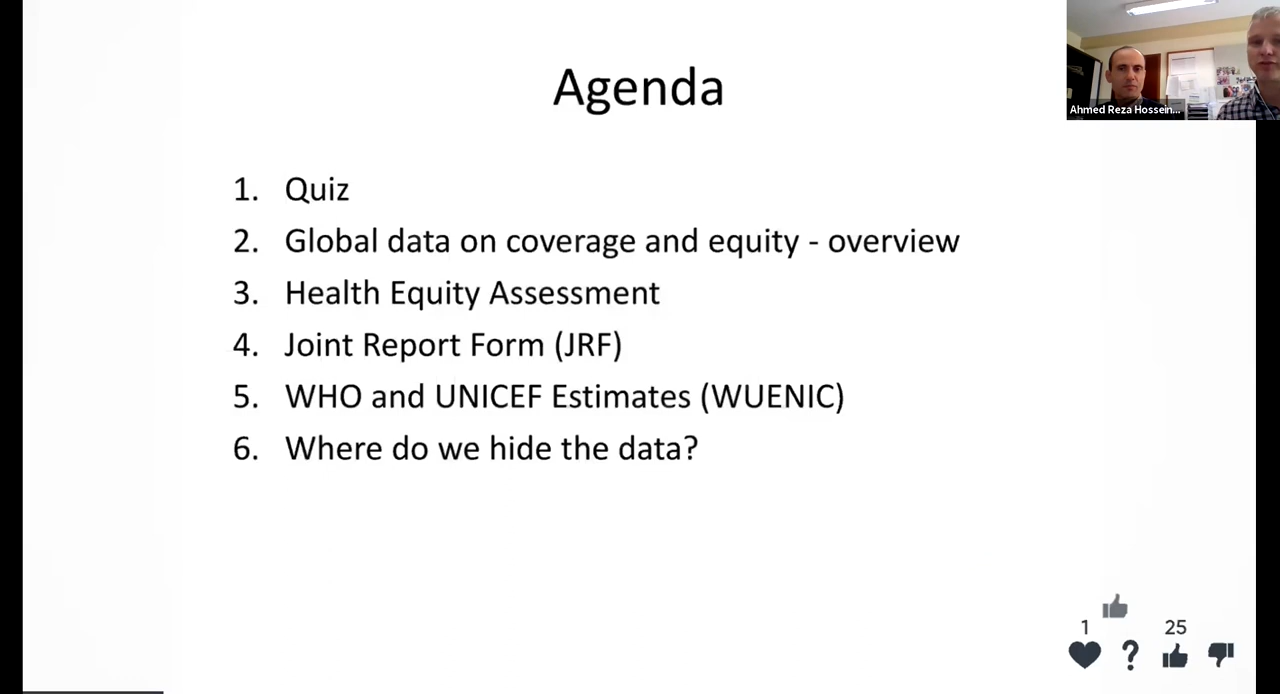 Agenda
Ahmed Reza Hossein...
1. Quiz
2. Global data on coverage and equity - overview
3. Health Equity Assessment
4. Joint Report Form (JRF)
5. WHO and UNICEF Estimates (WUENIC)
6. Where do we hide the data?
1 25
?